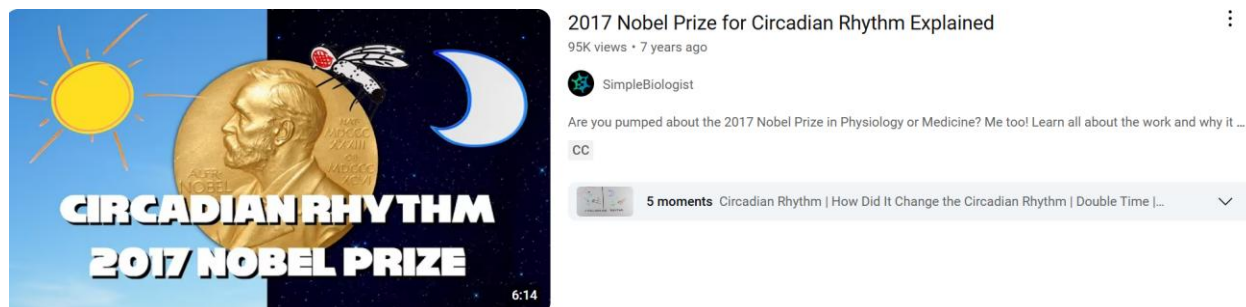 CIRCADIAN RHYTHM
2017 NOBEL PRIZE
6:14
2017 Nobel Prize for Circadian Rhythm Explained
95K views • 7 years ago
SimpleBiologist
Are you pumped about the 2017 Nobel Prize in Physiology or Medicine? Me too! Learn all about the work and why it ...
CC
5 moments Circadian Rhythm | How Did It Change the Circadian Rhythm | Double Time |...